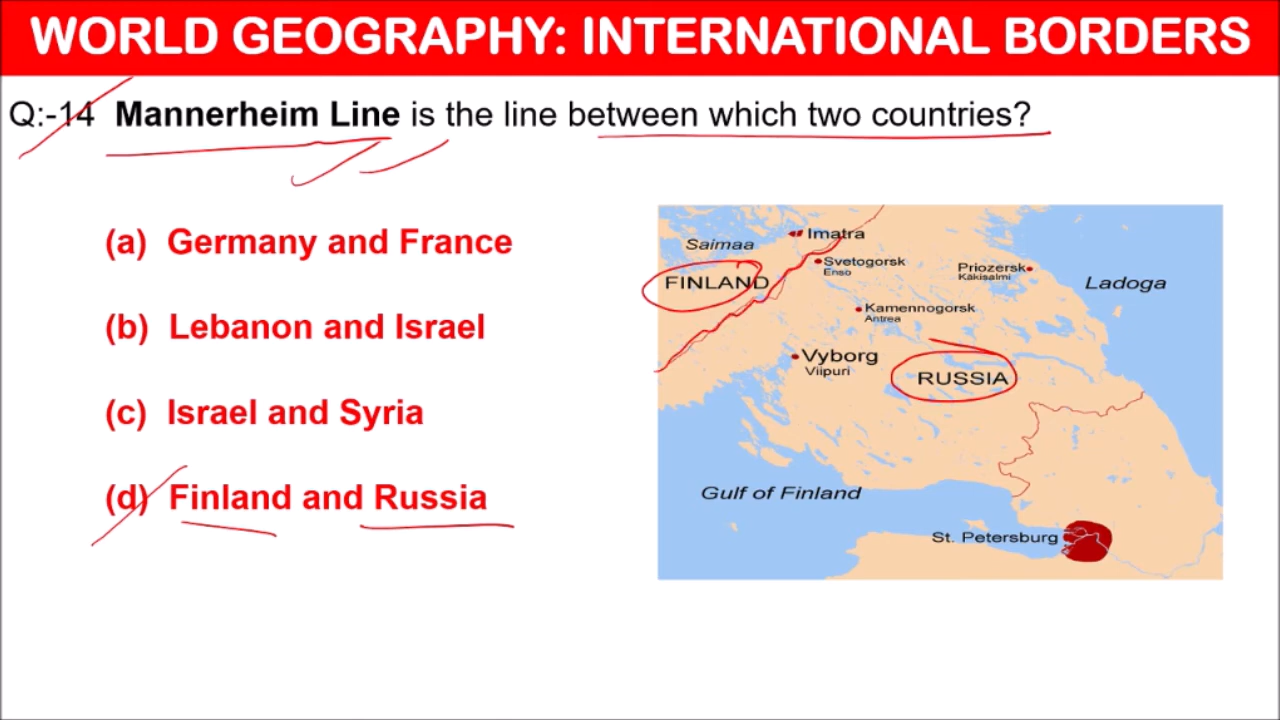 WORLD GEOGRAPHY: INTERNATIONAL BORDERS
Q:-14 Mannerheim Line is the line between which two countries?
(a) Germany and France
(b) Lebanon and Israel
(c) Israel and Syria
(d) Finland and Russia
Imatra
Saimaa
Svetogorsk
Enso
Priozersk
Käkisalmi
FINLAND
Ladoga
Kamennogorsk
Antrea
Vyborg
Viipuri
RUSSIA
Gulf of Finland
St. Petersburg